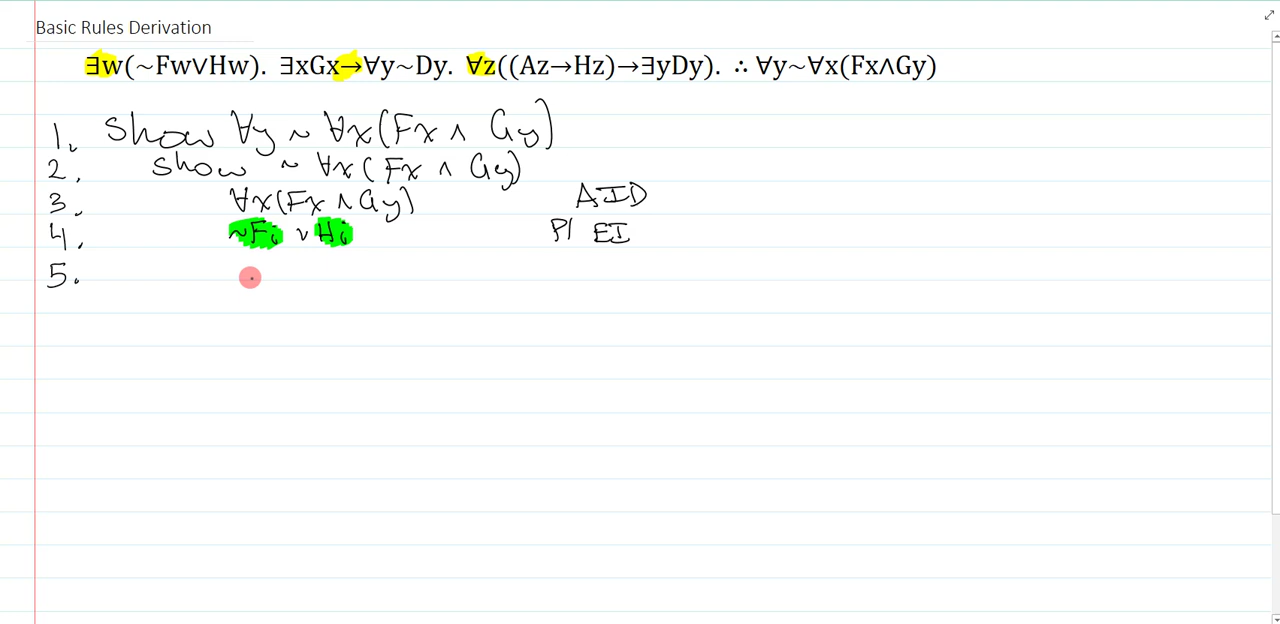 Basic Rules Derivation
∃w(~Fw∨Hw). ∃xGx→∀y~Dy. ∀z((Az→Hz)→∃yDy). ∴ ∀y~∀x(Fx∧Gy)
1. Show ∀y ~ ∀x(Fx ∧ Gy)
2. Show ~ ∀x(Fx ∧ Gy)
3. ∀x(Fx ∧ Gy) AID
4. ~Fi ∨ Hi P1 EI
5.